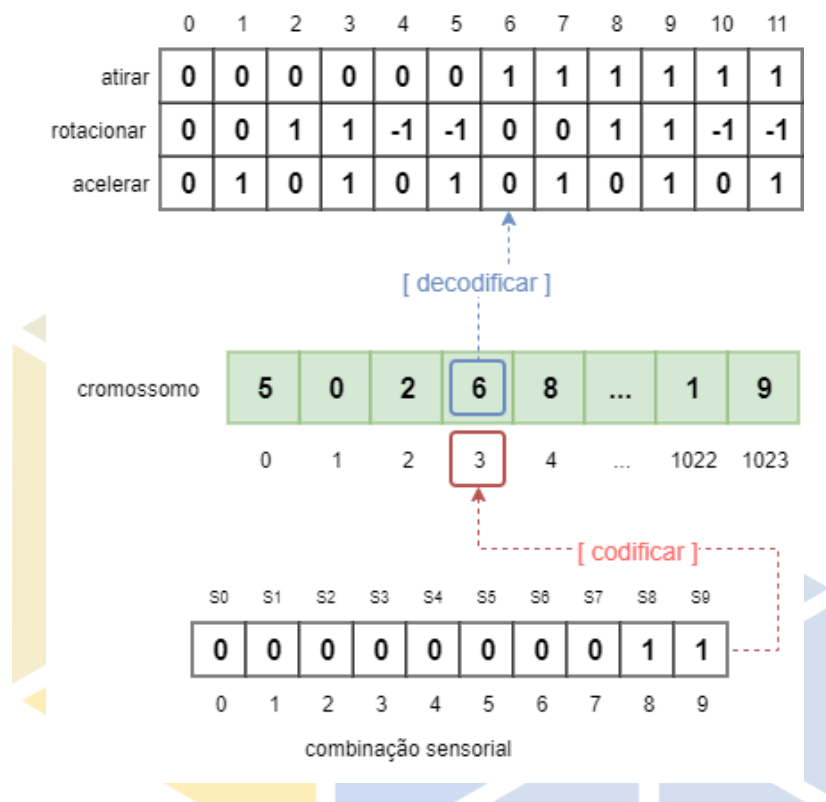 0 1 2 3 4 5 6 7 8 9 10 11
atirar 0 0 0 0 0 0 1 1 1 1 1 1
rotacionar 0 0 1 1 -1 -1 0 0 1 1 -1 -1
acelerar 0 1 0 1 0 1 0 1 0 1 0 1
[ decodificar ]
cromossomo 5 0 2 6 8 ... 1 9
0 1 2 3 4 ... 1022 1023
[ codificar ]
S0 S1 S2 S3 S4 S5 S6 S7 S8 S9
0 0 0 0 0 0 0 0 1 1
0 1 2 3 4 5 6 7 8 9
combinação sensorial